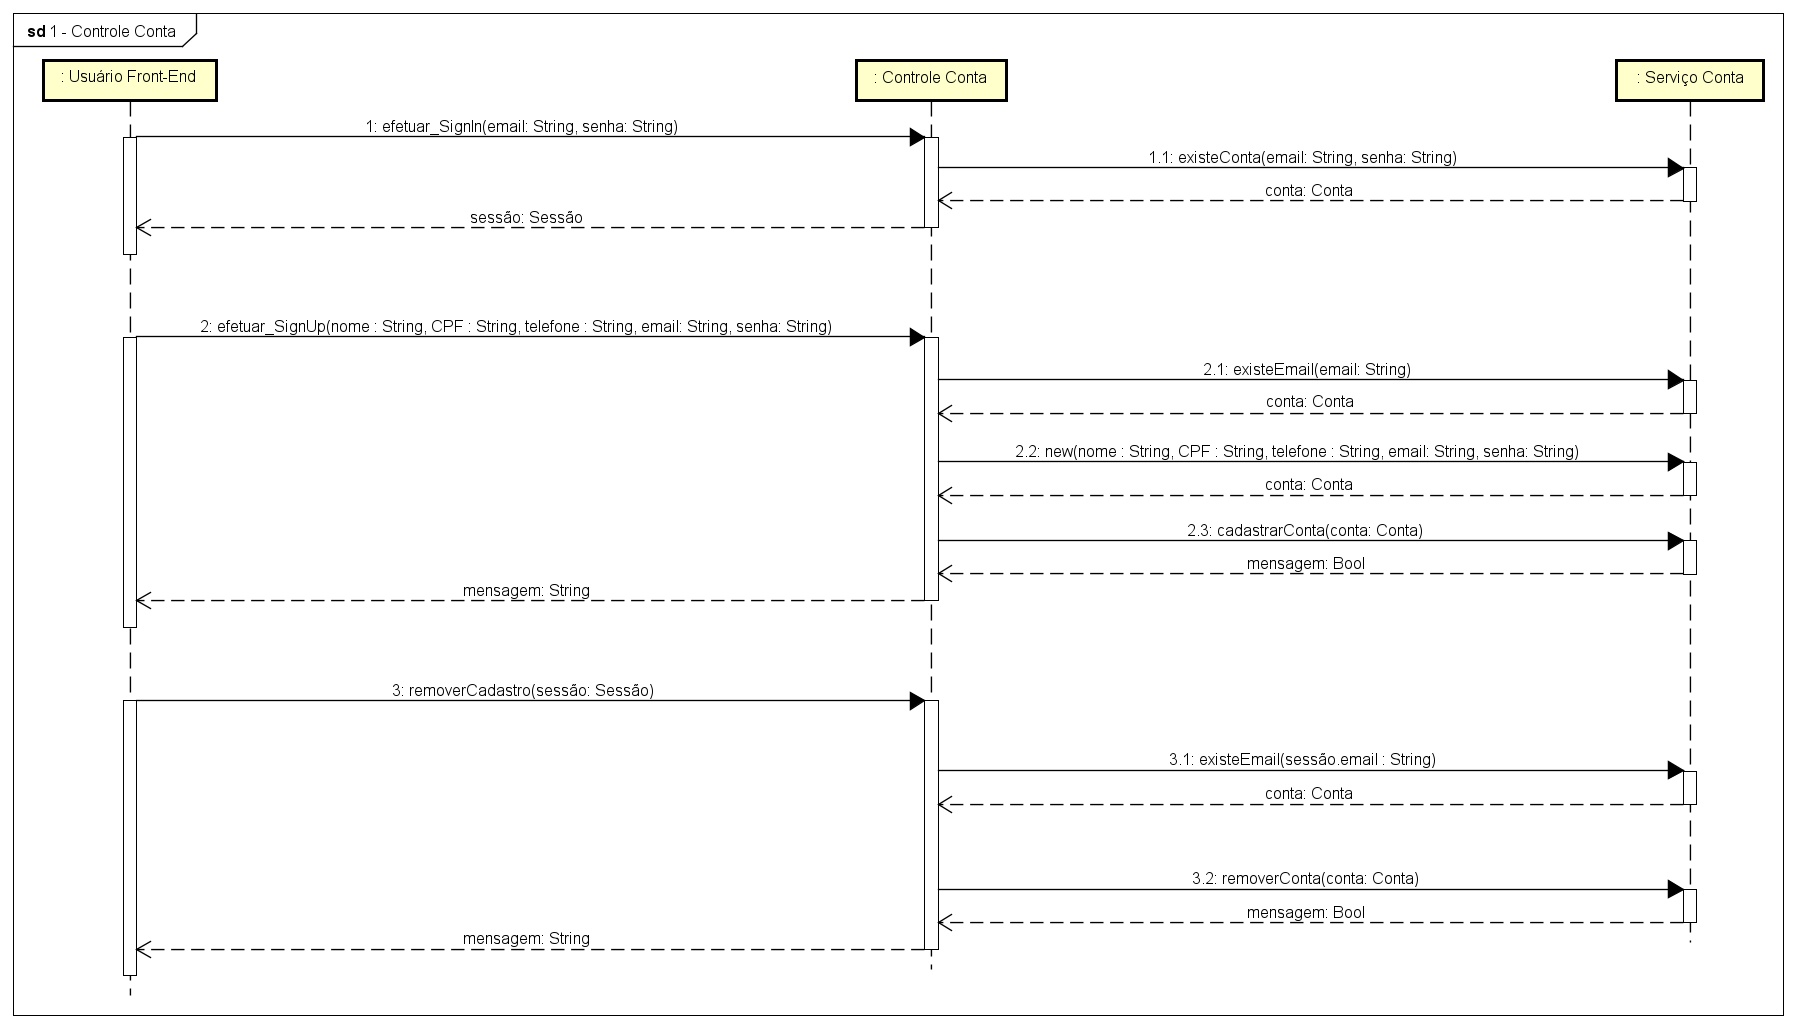 sd 1 - Controle Conta
: Usuário Front-End
: Controle Conta
: Serviço Conta
1: efetuar_SignIn(email: String, senha: String)
1.1: existeConta(email: String, senha: String)
conta: Conta
sessão: Sessão
2: efetuar_SignUp(nome : String, CPF : String, telefone : String, email: String, senha: String)
2.1: existeEmail(email: String)
conta: Conta
2.2: new(nome : String, CPF : String, telefone : String, email: String, senha: String)
conta: Conta
2.3: cadastrarConta(conta: Conta)
mensagem: Bool
mensagem: String
3: removerCadastro(sessão: Sessão)
3.1: existeEmail(sessão.email : String)
conta: Conta
3.2: removerConta(conta: Conta)
mensagem: Bool
mensagem: String